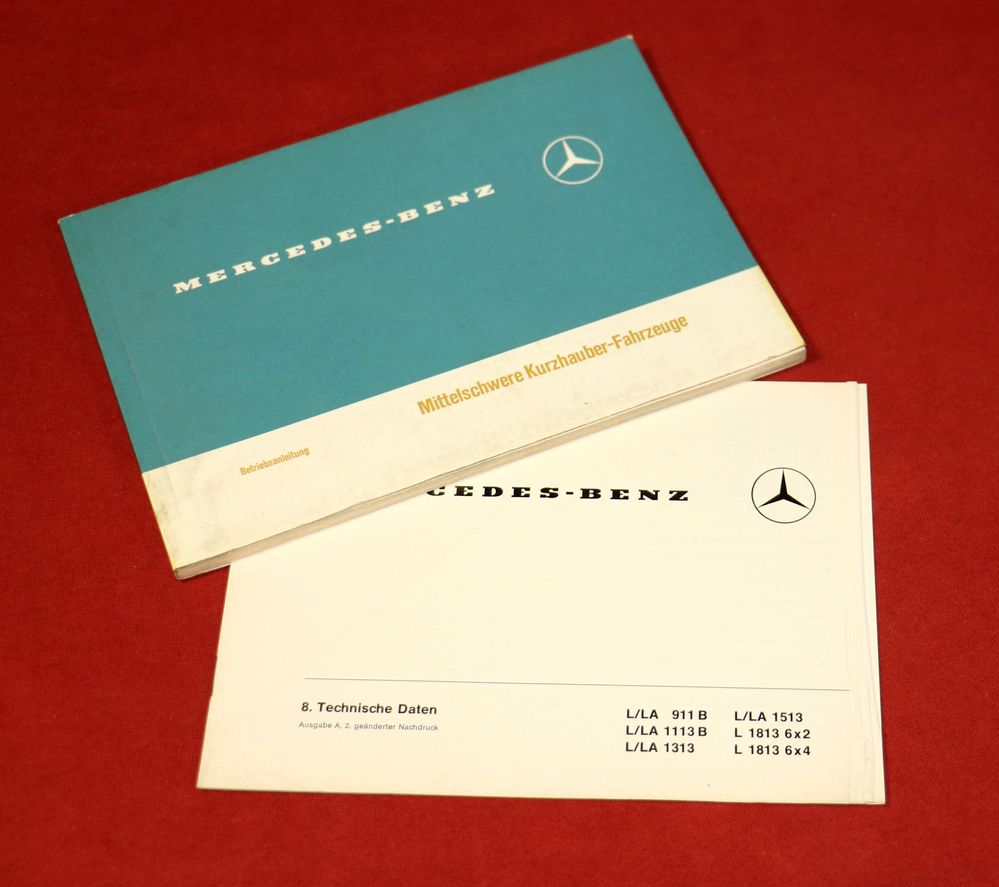 MERCEDES-BENZ
Mittelschwere Kurzhauber-Fahrzeuge
Betriebsanleitung
CEDES-BENZ
8. Technische Daten
Ausgabe A, 2. geänderter Nachdruck
L/LA 911 B
L/LA 1113 B
L/LA 1313
L/LA 1513
L 1813 6x2
L 1813 6x4